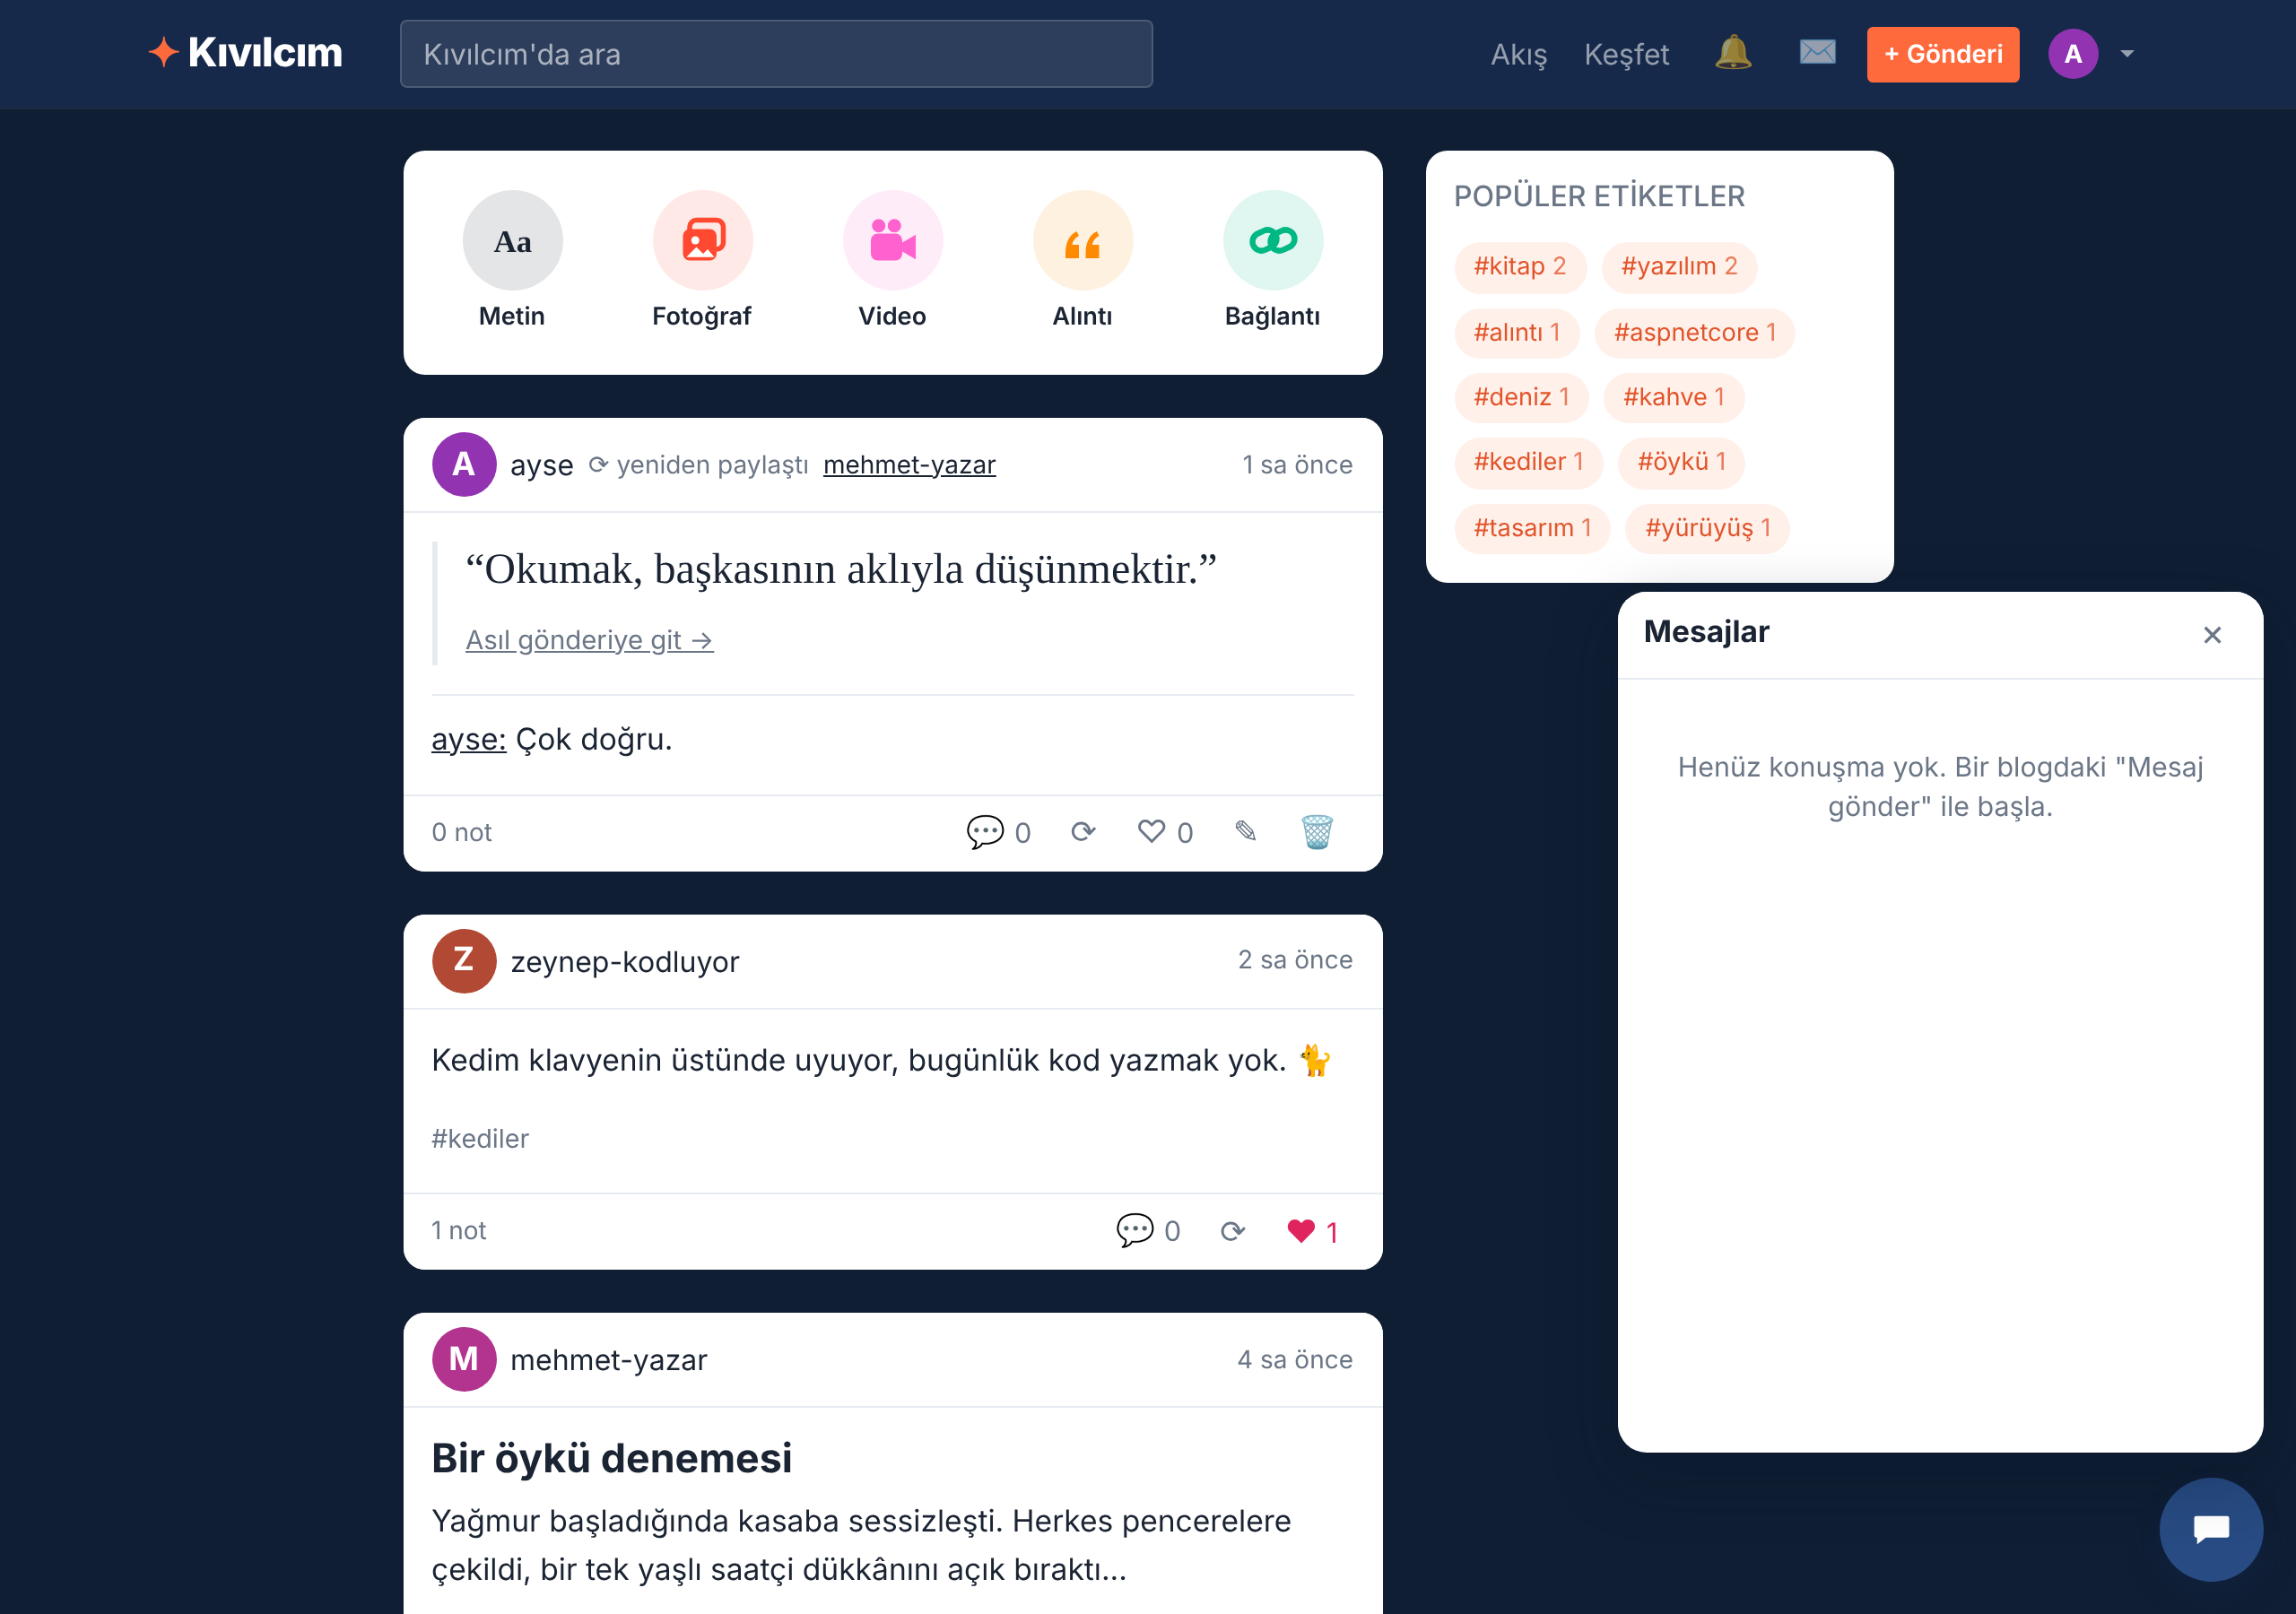 Kıvılcım
Kıvılcım'da ara
Akış Keşfet + Gönderi A
Aa
Metin Fotoğraf Video Alıntı Bağlantı
POPÜLER ETİKETLER
#kitap 2 #yazılım 2
#alıntı 1 #aspnetcore 1
#deniz 1 #kahve 1
#kediler 1 #öykü 1
#tasarım 1 #yürüyüş 1
A ayse ⟳ yeniden paylaştı mehmet-yazar 1 sa önce
“Okumak, başkasının aklıyla düşünmektir.”
Asıl gönderiye git →
ayse: Çok doğru.
0 not 0 0
Z zeynep-kodluyor 2 sa önce
Kedim klavyenin üstünde uyuyor, bugünlük kod yazmak yok. 🐈
#kediler
1 not 0 1
M mehmet-yazar 4 sa önce
Bir öykü denemesi
Yağmur başladığında kasaba sessizleşti. Herkes pencerelere
çekildi, bir tek yaşlı saatçi dükkânını açık bıraktı...
Mesajlar ×
Henüz konuşma yok. Bir blogdaki "Mesaj
gönder" ile başla.